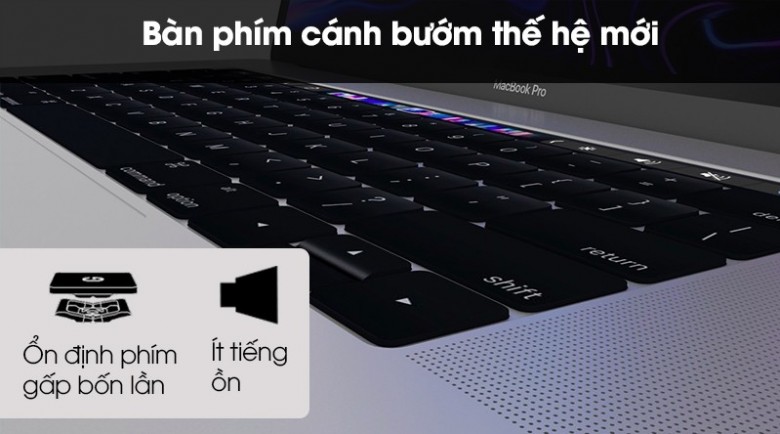 Bàn phím cánh bướm thế hệ mới
MacBook Pro
command
option
shift
return
Ổn định phím
gấp bốn lần
Ít tiếng
ồn